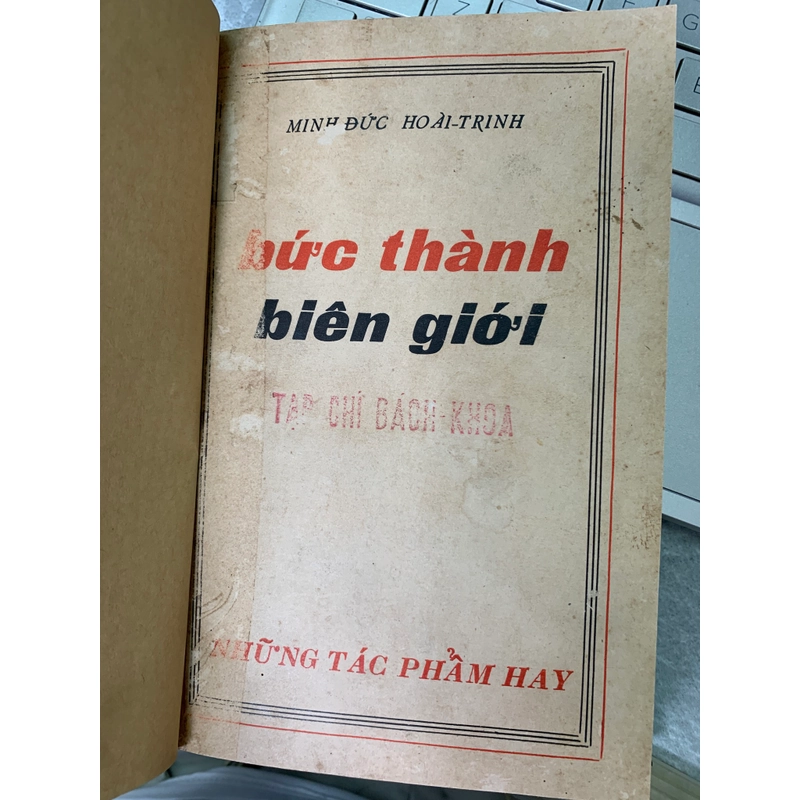 MINH ĐỨC HOÀI-TRINH
bức thành
biên giới
TẠP CHÍ BÁCH-KHOA
NHỮNG TÁC PHẨM HAY